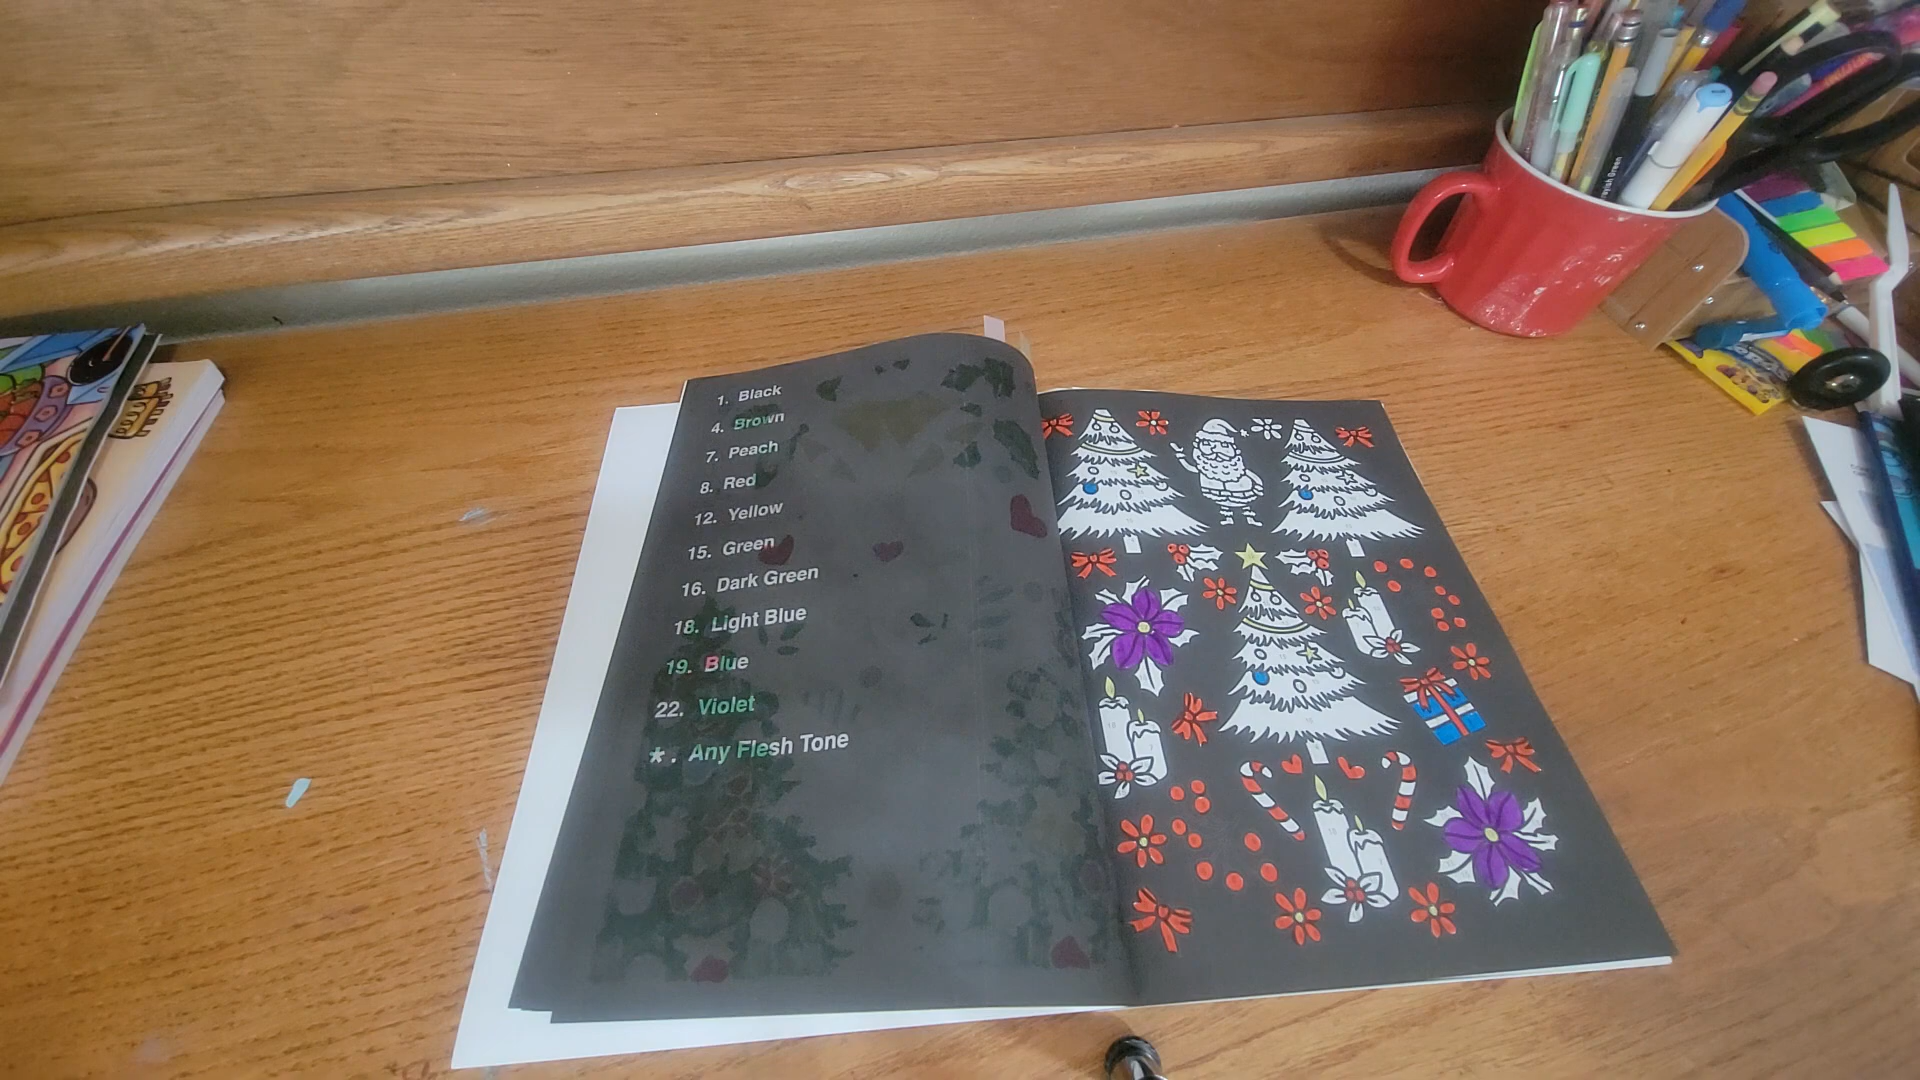 1. Black
4. Brown
7. Peach
8. Red
12. Yellow
15. Green
16. Dark Green
18. Light Blue
19. Blue
22. Violet
*. Any Flesh Tone